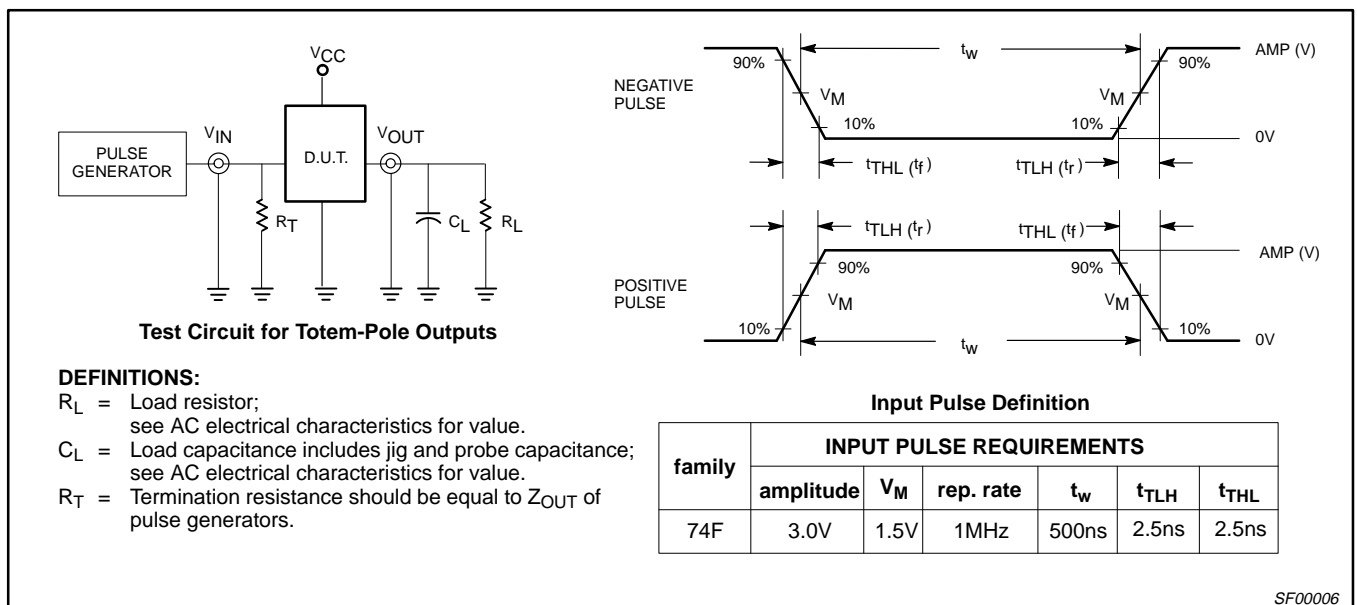 VCC
VIN
VOUT
PULSE
GENERATOR
D.U.T.
RT
CL
RL
Test Circuit for Totem-Pole Outputs
DEFINITIONS:
RL = Load resistor;
see AC electrical characteristics for value.
CL = Load capacitance includes jig and probe capacitance;
see AC electrical characteristics for value.
RT = Termination resistance should be equal to ZOUT of
pulse generators.
NEGATIVE
PULSE
90%
tw
90%
AMP (V)
VM
VM
10%
10%
0V
tTHL (tf)
tTLH (tr)
tTLH (tr)
tTHL (tf)
AMP (V)
90%
90%
POSITIVE
PULSE
VM
VM
10%
10%
0V
tw
Input Pulse Definition
family
INPUT PULSE REQUIREMENTS
amplitude VM rep. rate tw tTLH tTHL
74F 3.0V 1.5V 1MHz 500ns 2.5ns 2.5ns
SF00006